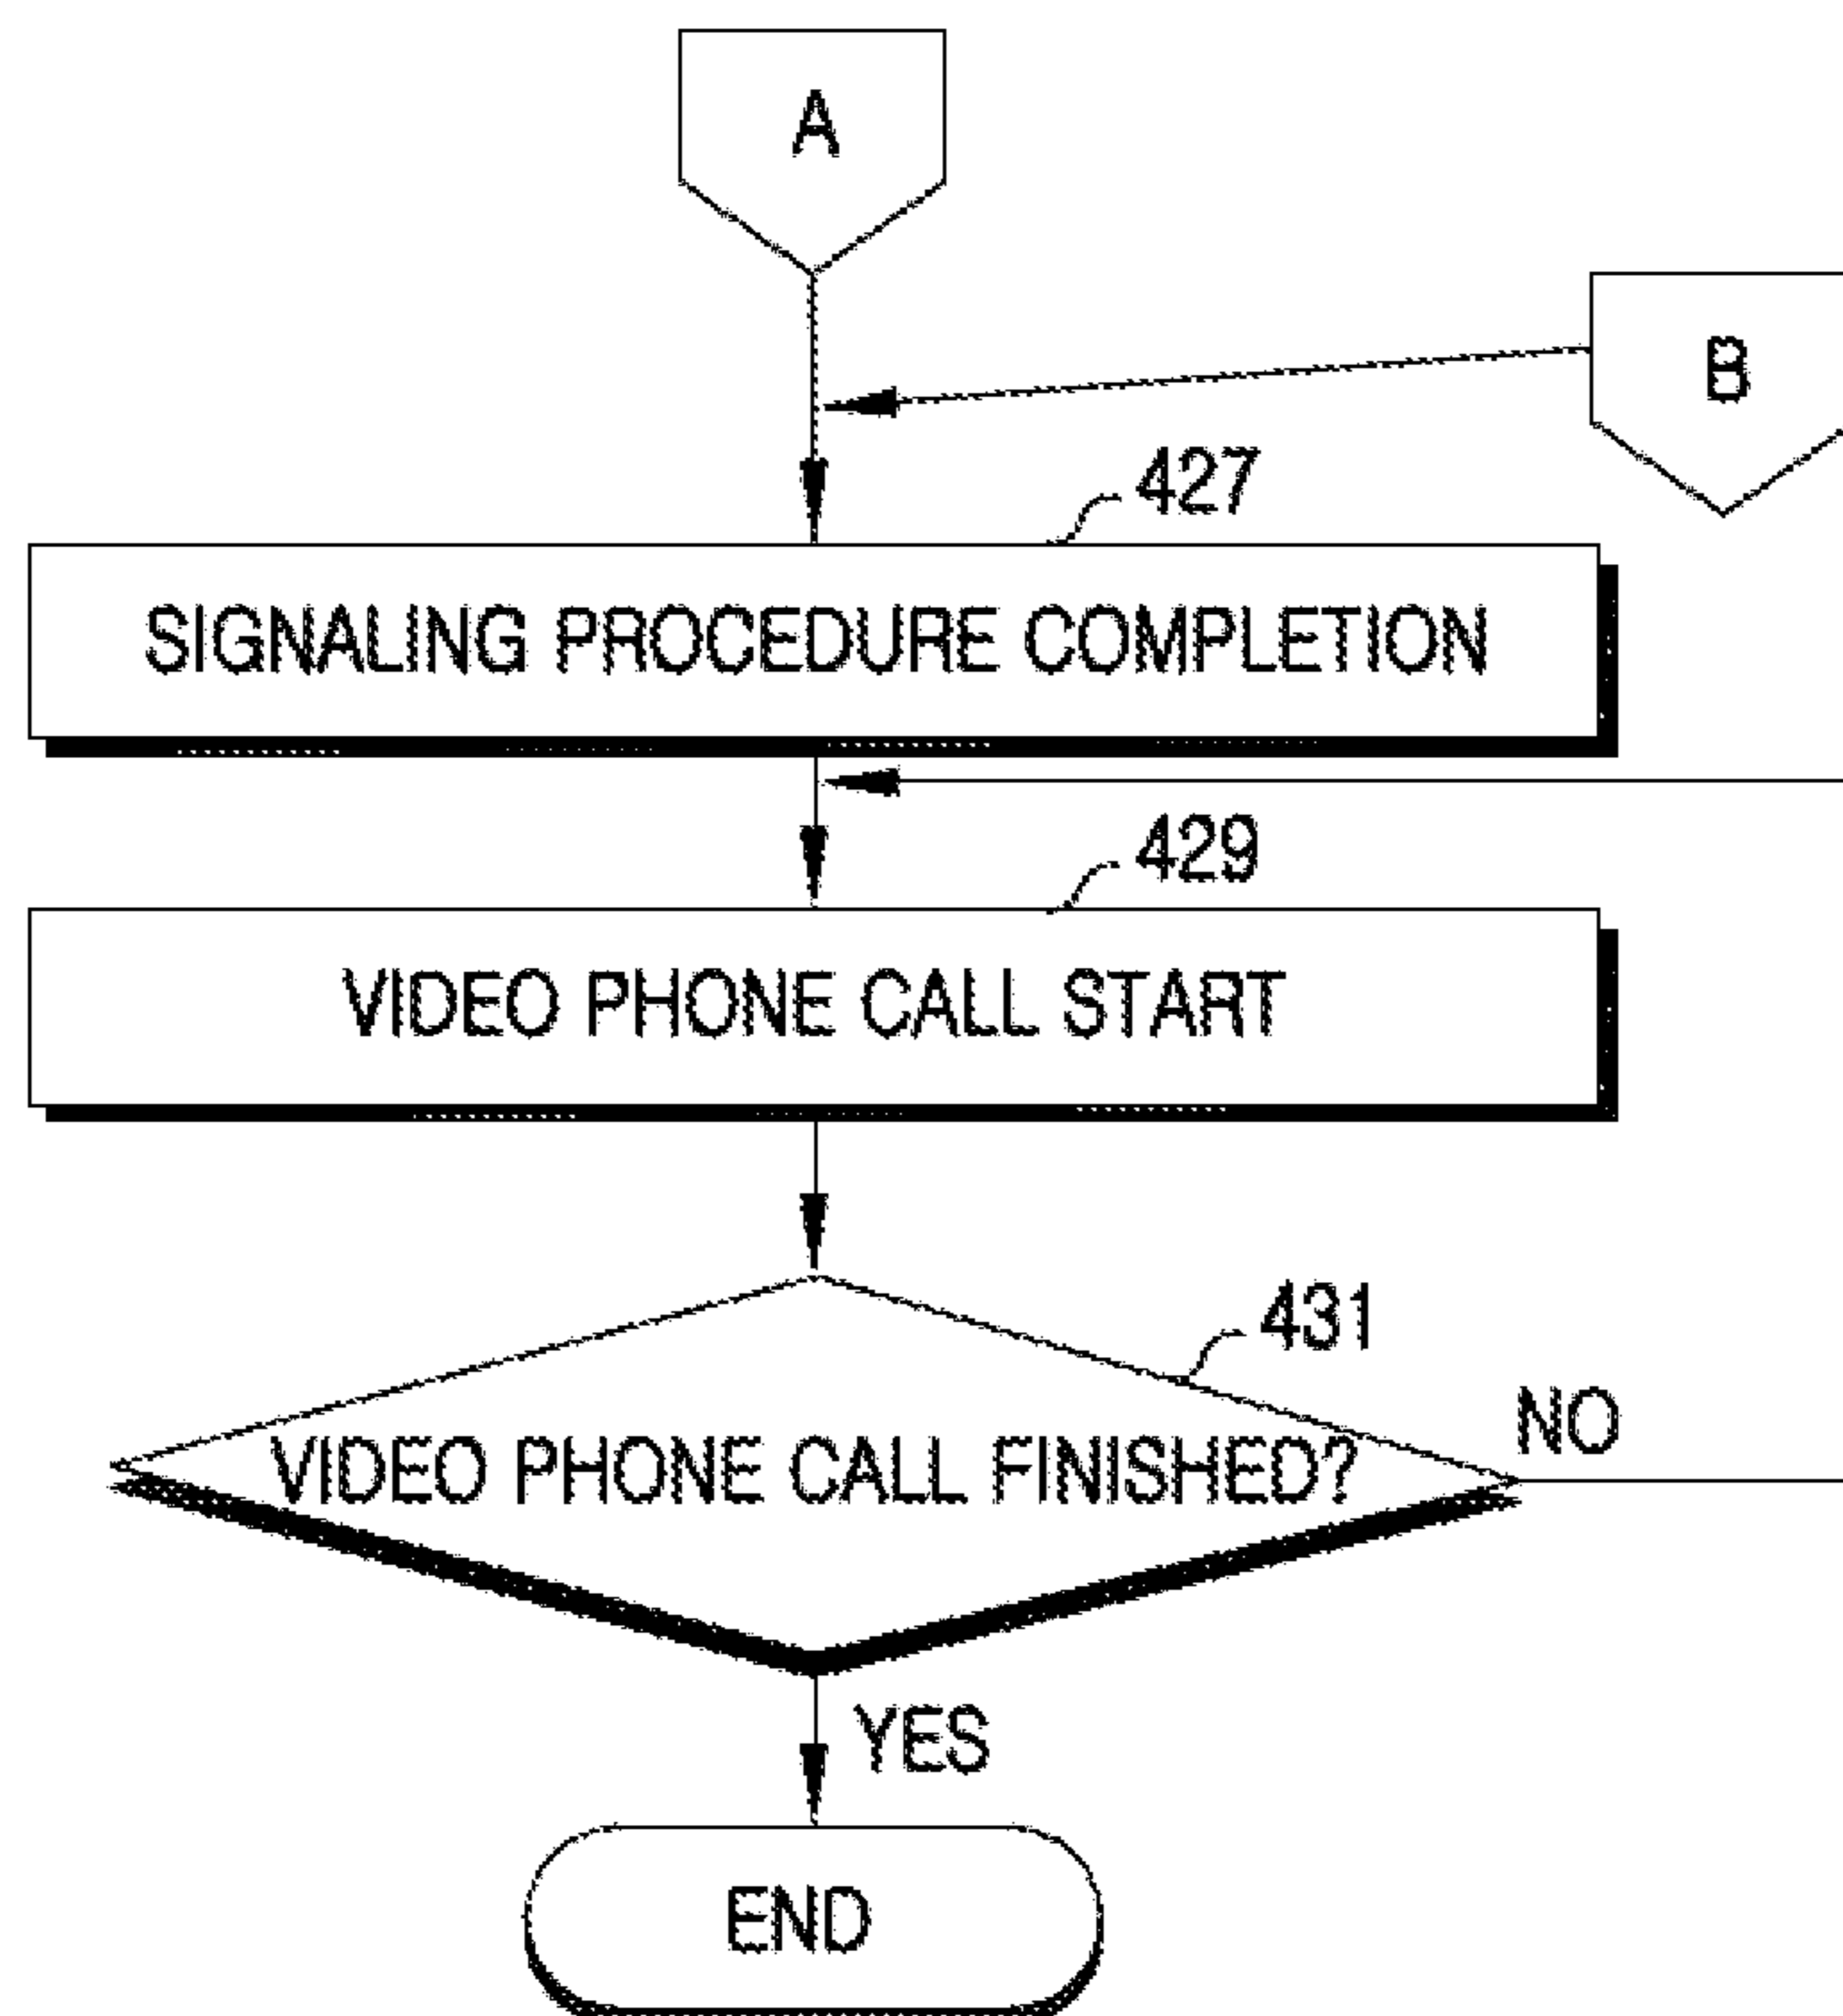 A
B
427
SIGNALING PROCEDURE COMPLETION
429
VIDEO PHONE CALL START
431
NO
VIDEO PHONE CALL FINISHED?
YES
END